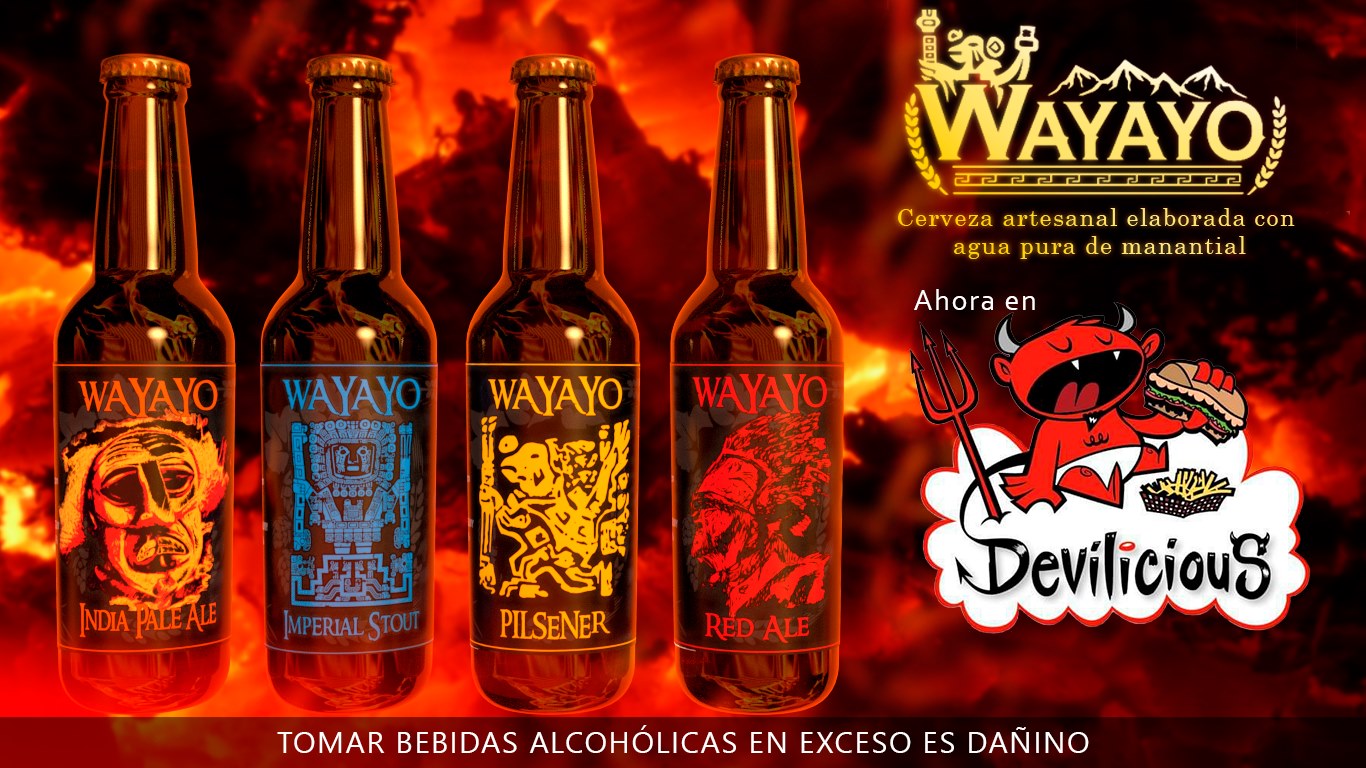 WAYAYO
INDIA PALE ALE
WAYAYO
IMPERIAL STOUT
WAYAYO
PILSENER
WAYAYO
RED ALE
WAYAYO
Cerveza artesanal elaborada con
agua pura de manantial
Ahora en
Devilicious
TOMAR BEBIDAS ALCOHÓLICAS EN EXCESO ES DAÑINO